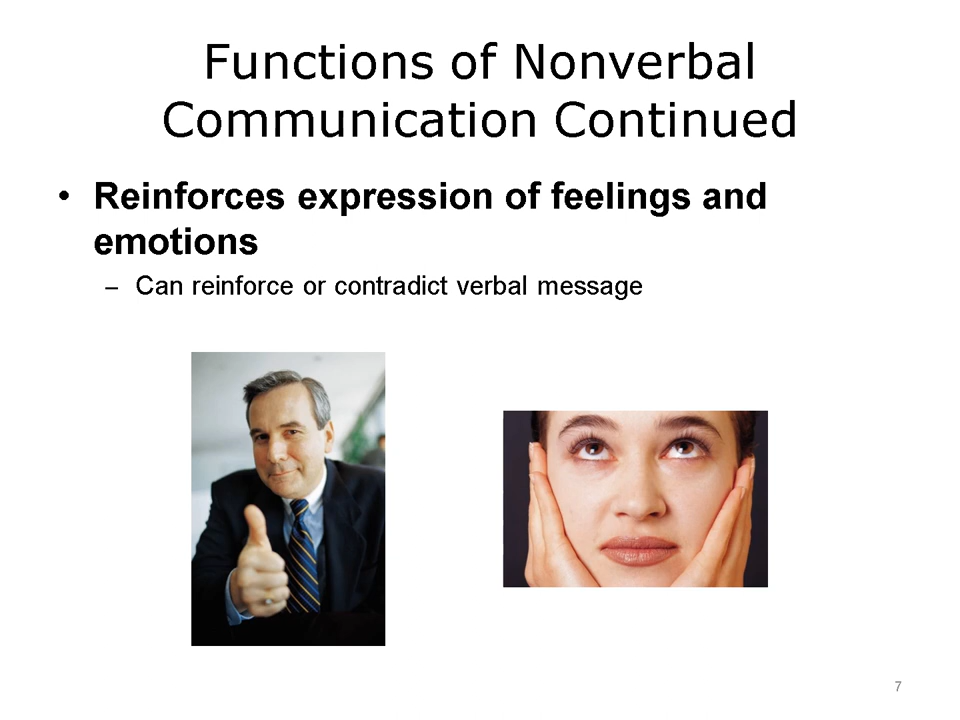 Functions of Nonverbal
Communication Continued
• Reinforces expression of feelings and
emotions
– Can reinforce or contradict verbal message
7